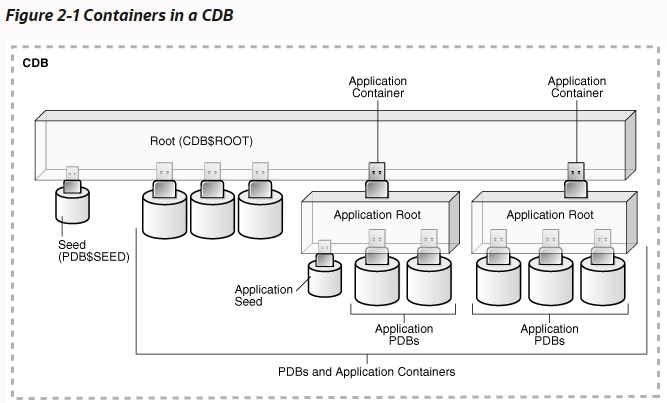 Figure 2-1 Containers in a CDB
CDB
Application
Container
Application
Container
Root (CDB$ROOT)
Application Root
Application Root
Seed
(PDB$SEED)
Application
Seed
Application
PDBs
Application
PDBs
PDBs and Application Containers